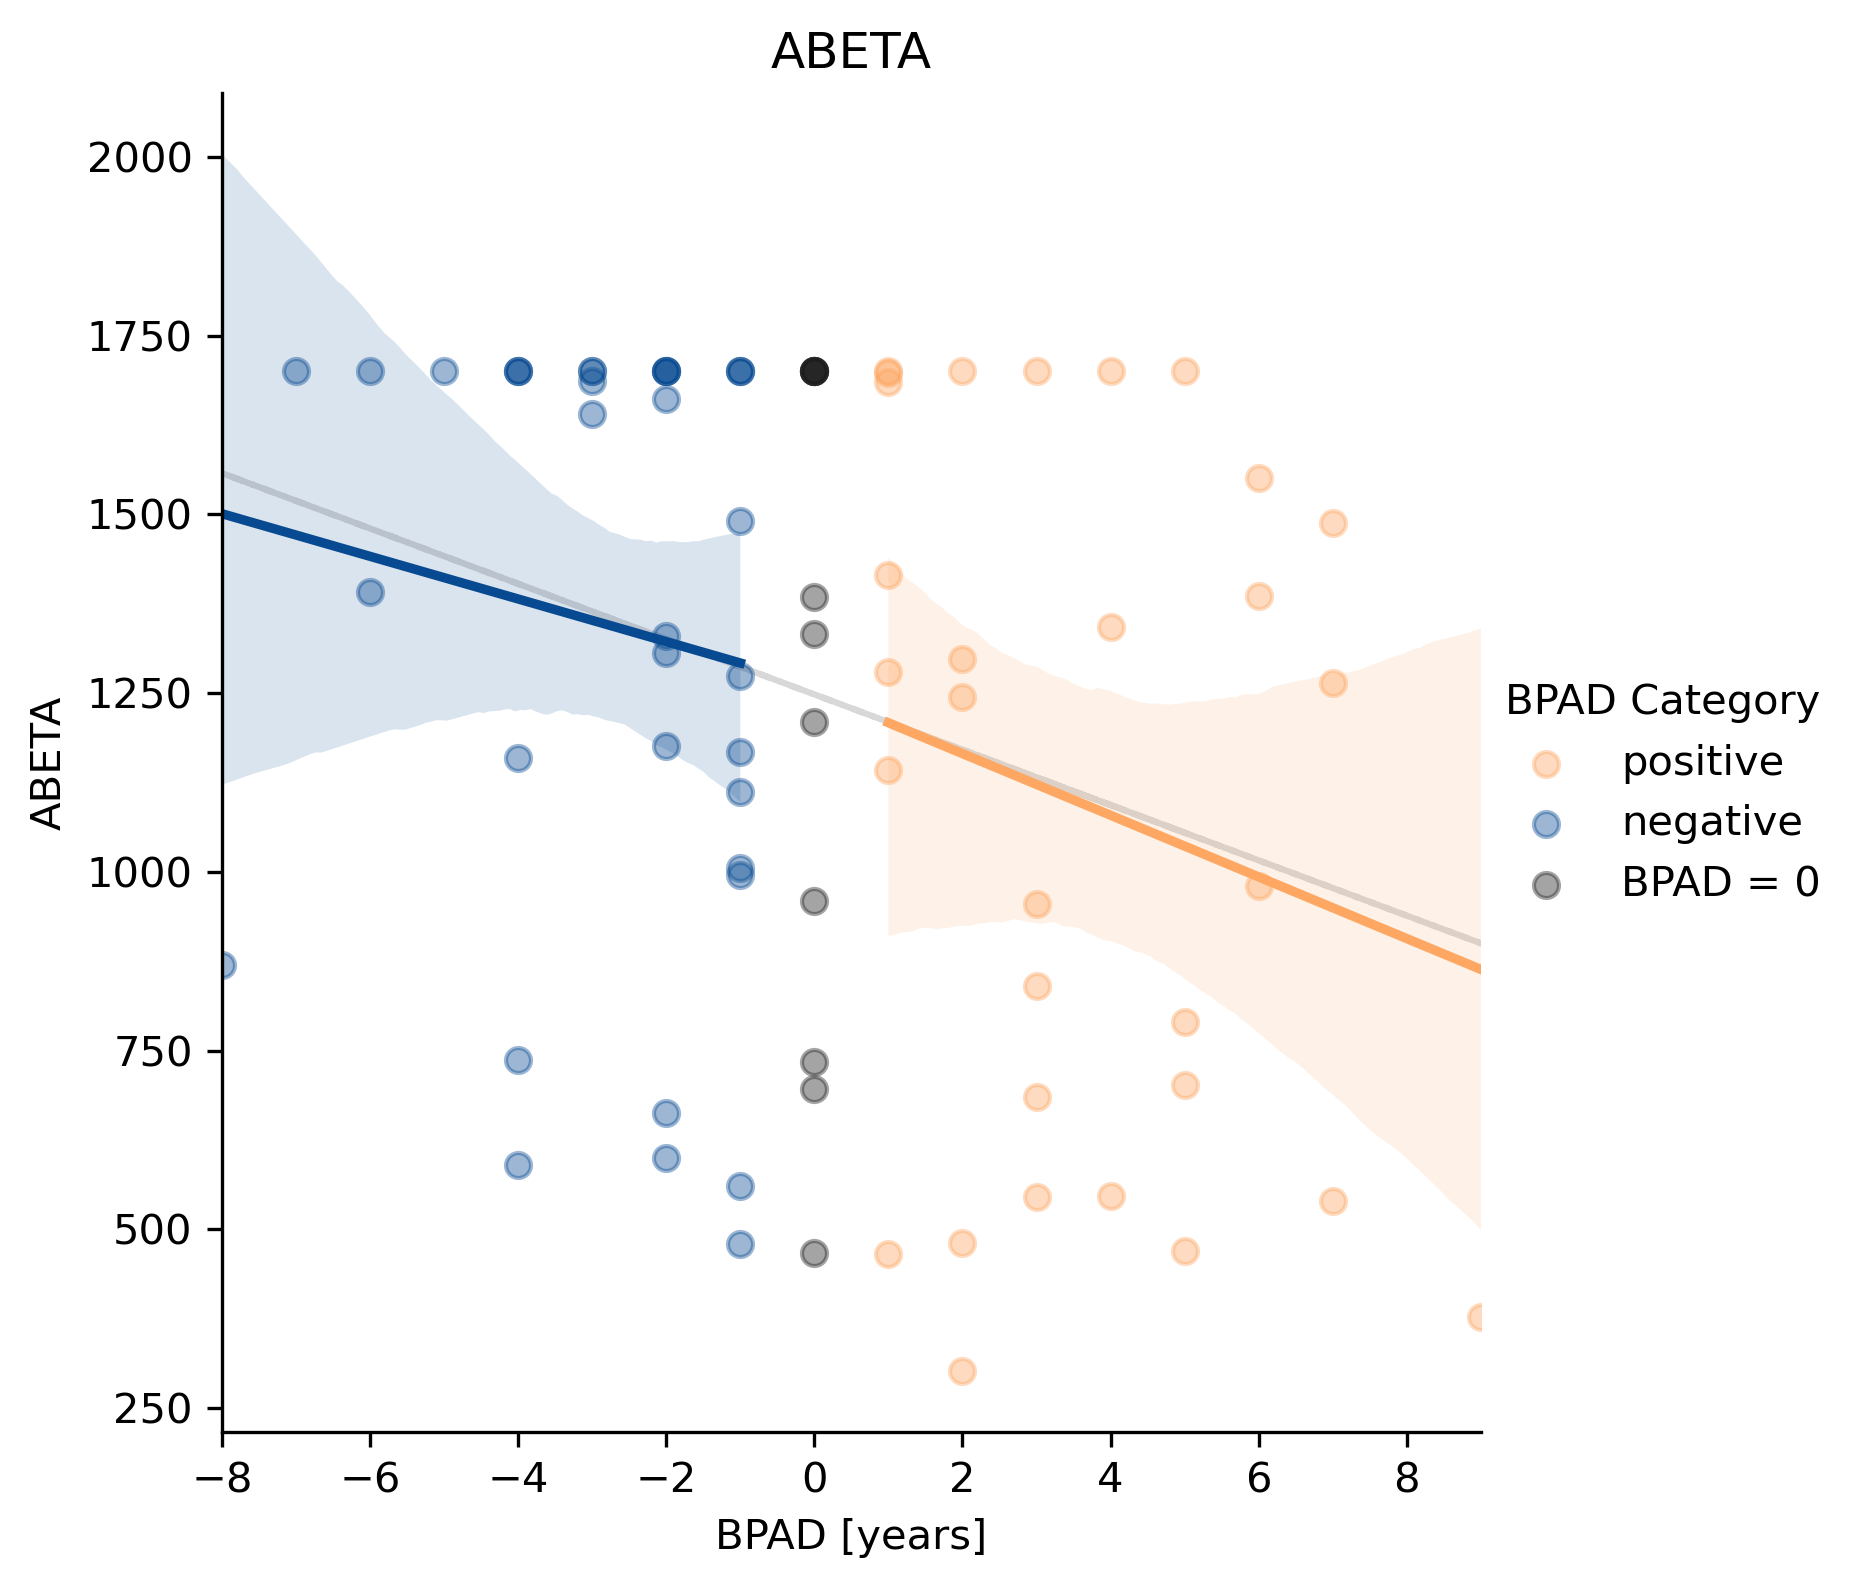 ABETA
2000
1750
1500
1250
1000
750
500
250
ABETA
−8 −6 −4 −2 0 2 4 6 8
BPAD [years]
BPAD Category
positive
negative
BPAD = 0